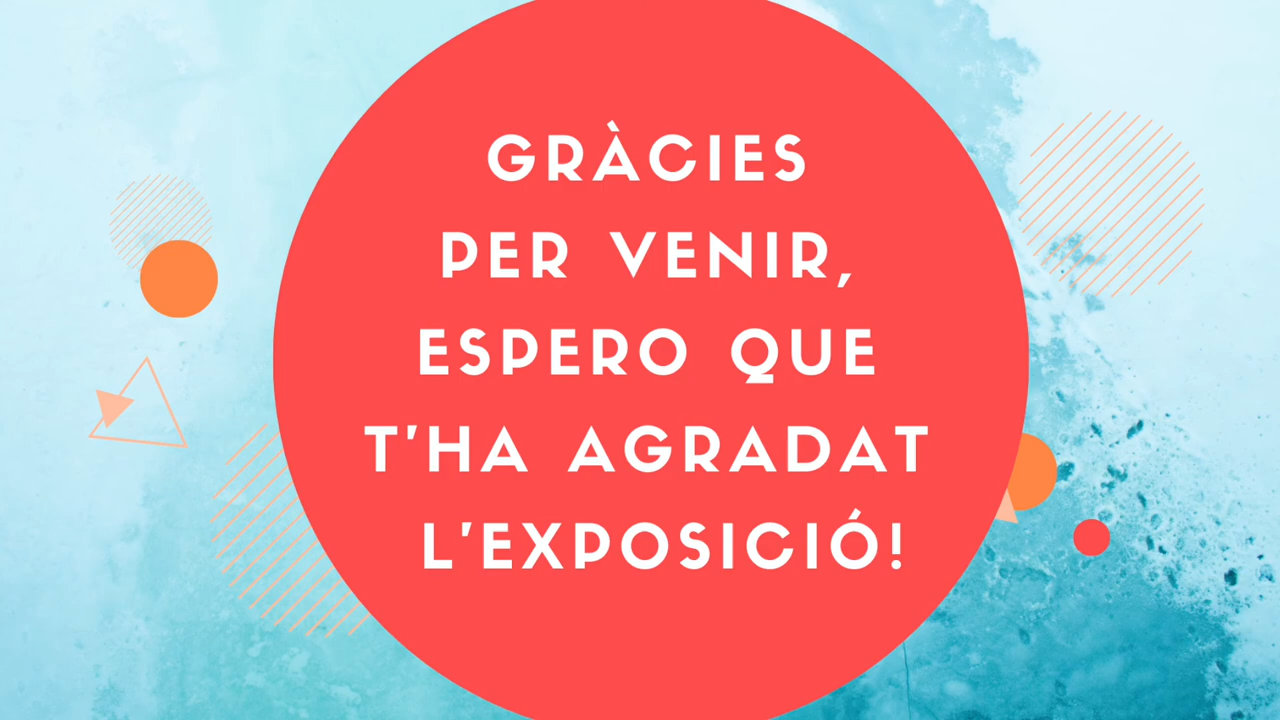 GRÀCIES
PER VENIR,
ESPERO QUE
T'HA AGRADAT
L'EXPOSICIÓ!